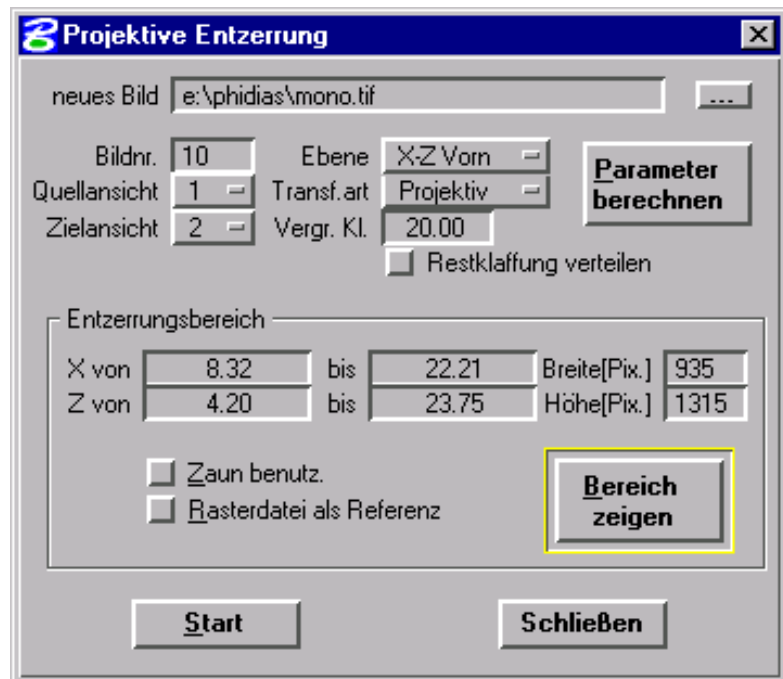 Projektive Entzerrung
neues Bild e:\phidias\mono.tif ...
Bildnr. 10 Ebene X-Z Vorn
Quellansicht 1 Transf.art Projektiv
Parameter berechnen
Zielansicht 2 Vergr. Kl. 20.00
Restklaffung verteilen
Entzerrungsbereich
X von 8.32 bis 22.21 Breite[Pix.] 935
Z von 4.20 bis 23.75 Höhe[Pix.] 1315
Zaun benutz.
Rasterdatei als Referenz
Bereich zeigen
Start Schließen